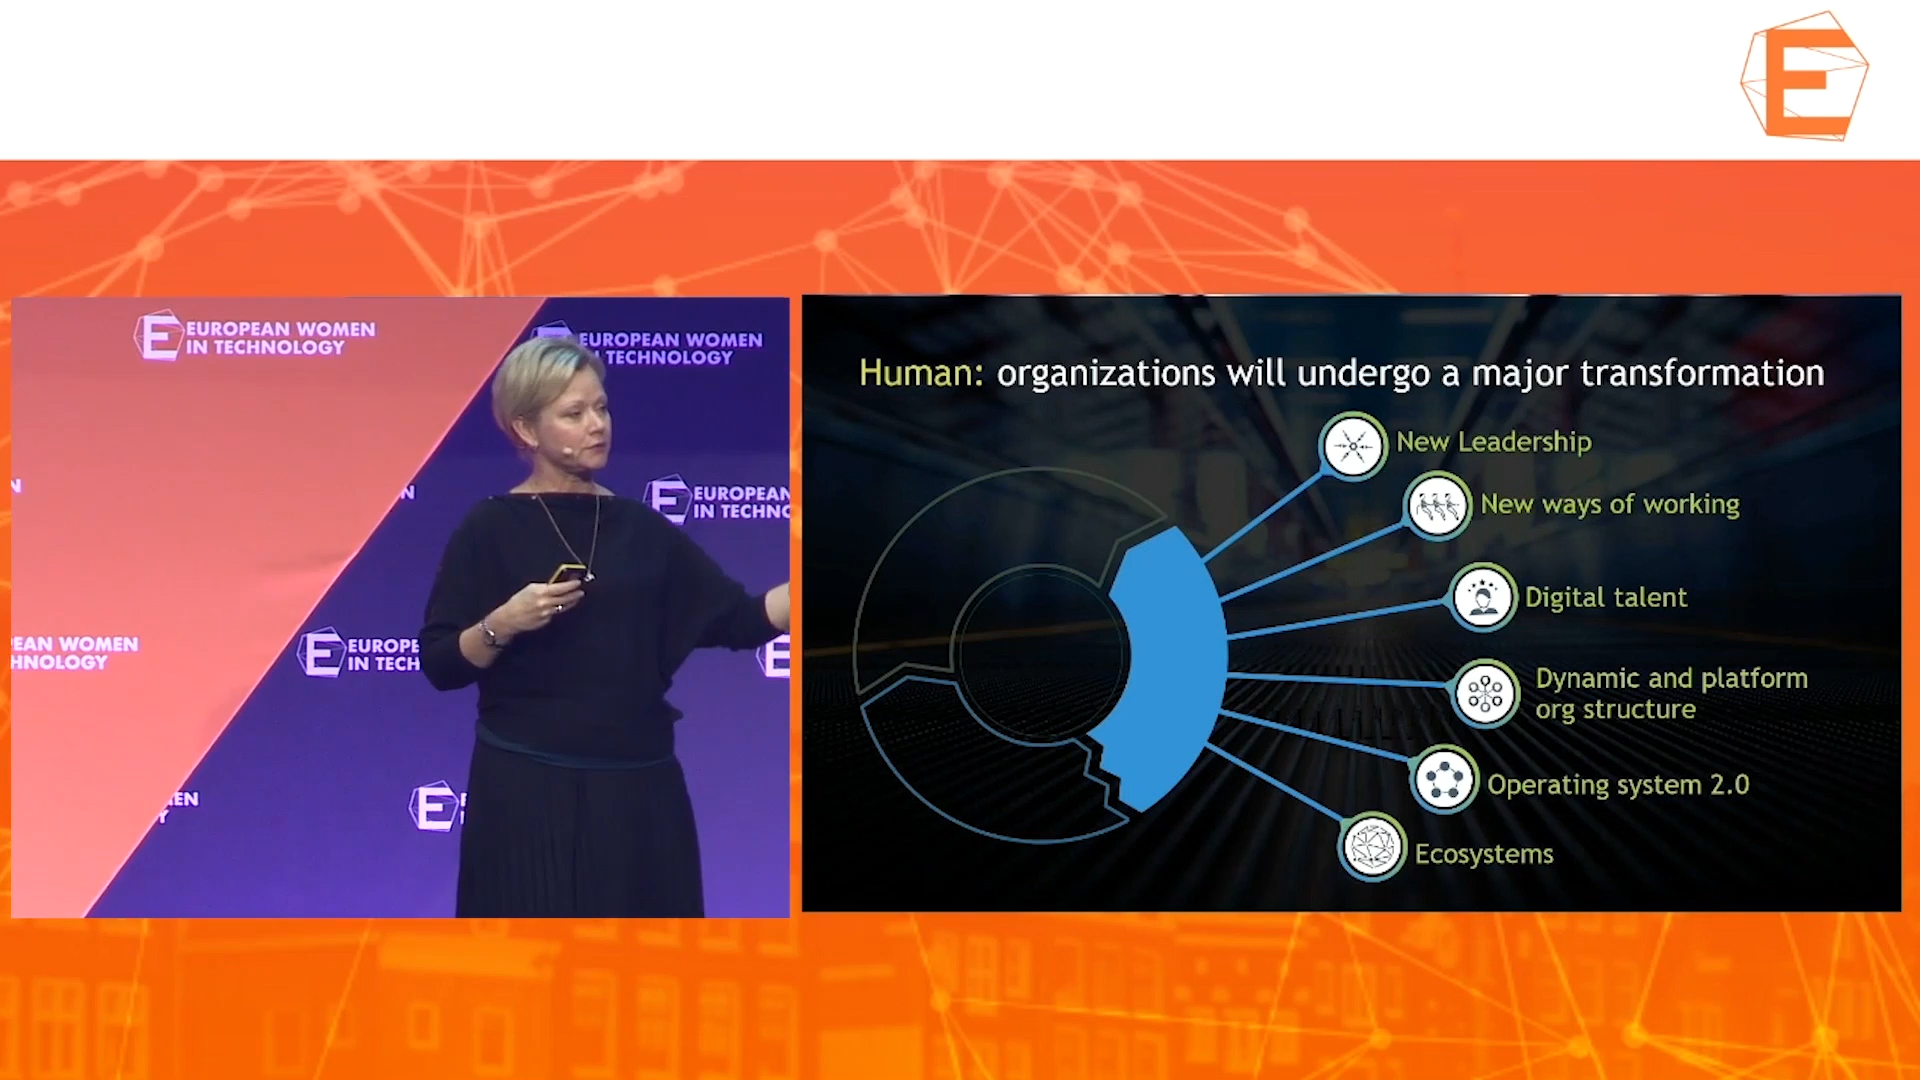 E
E EUROPEAN WOMEN
IN TECHNOLOGY
EUROPEAN WOMEN
TECHNOLOGY
N
N
E EUROPEAN
IN TECHNO
EAN WOMEN
HNOLOGY
E EUROPE
IN TECH
E
EN
Y
E
Human: organizations will undergo a major transformation
New Leadership
New ways of working
Digital talent
Dynamic and platform
org structure
Operating system 2.0
Ecosystems